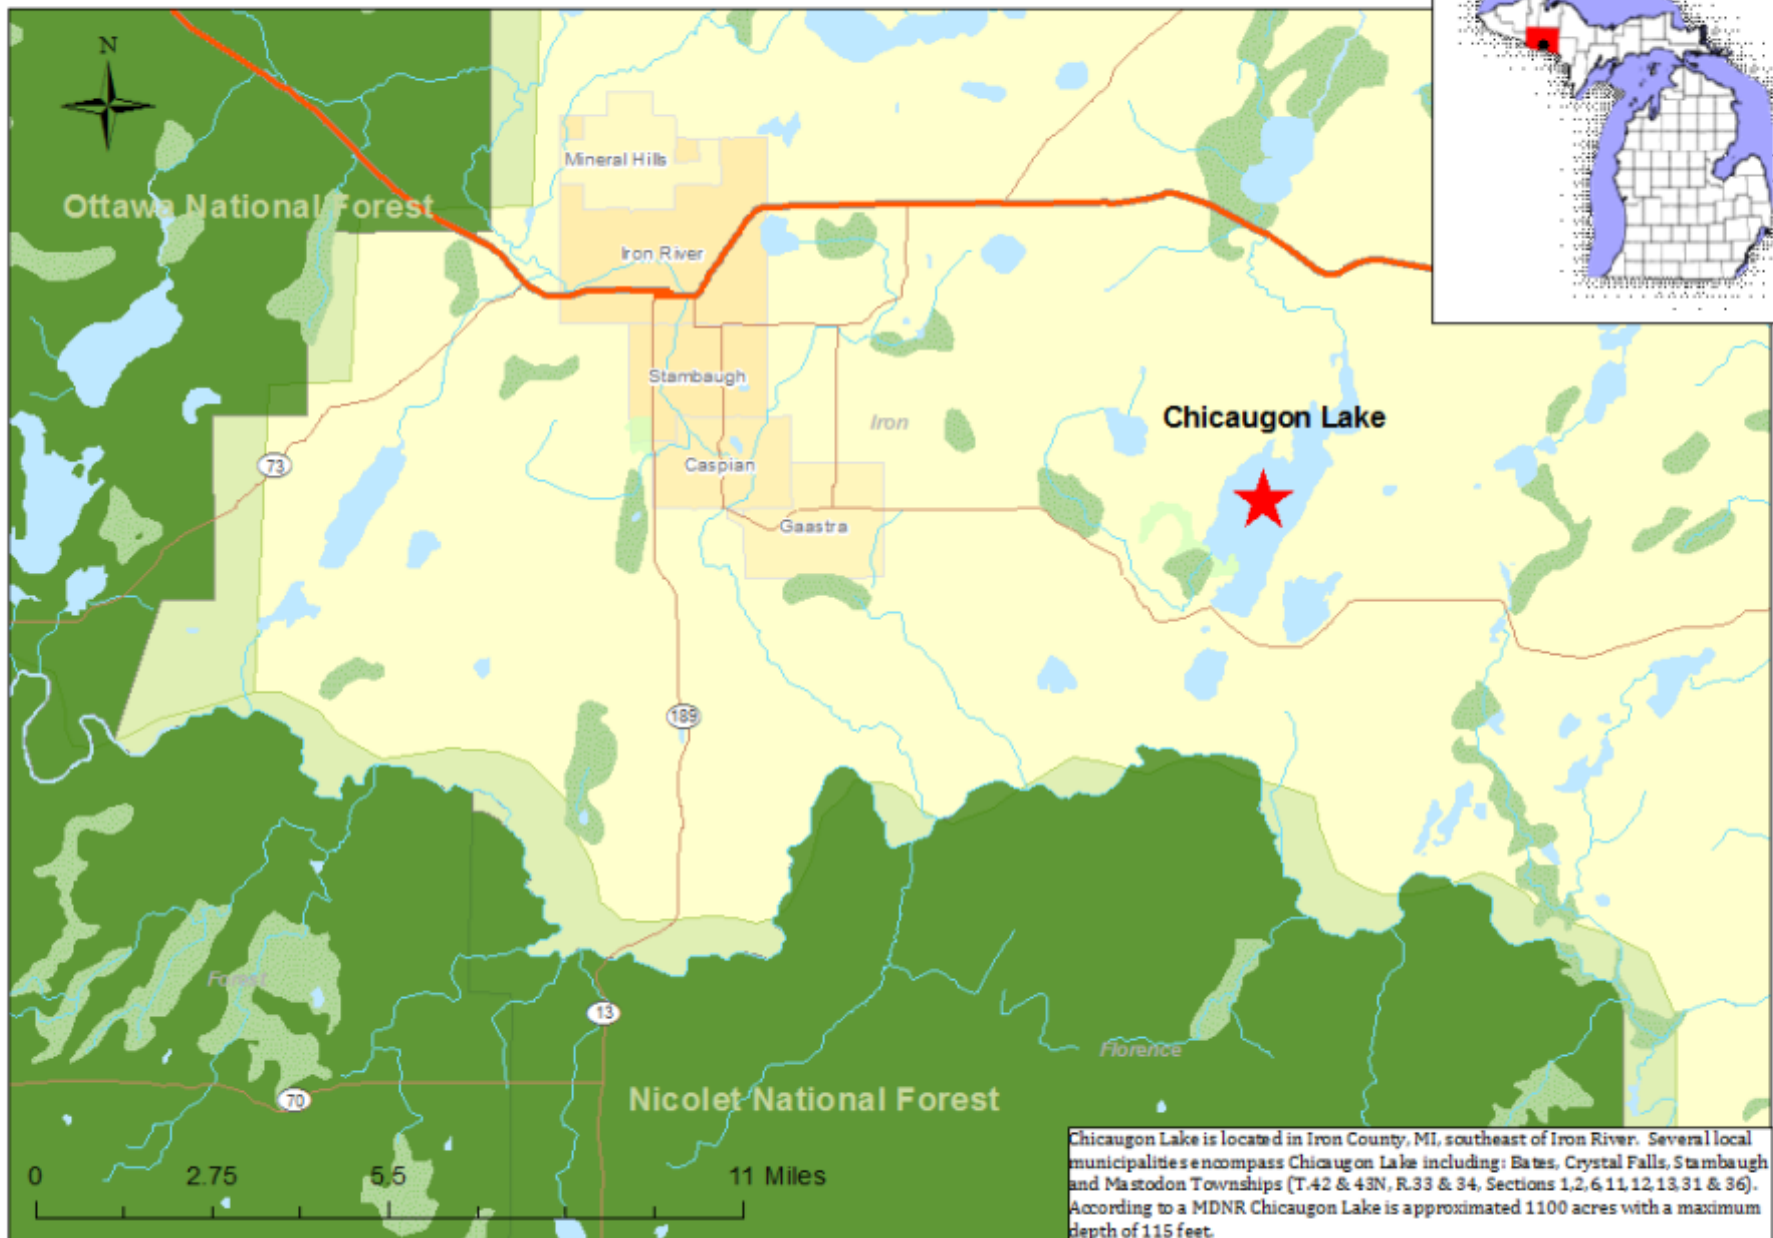 N
Mineral Hills
Ottawa National Forest
Iron River
Stambaugh
Chicaugon Lake
Iron
73
Caspian
Gaastra
189
Forest
13
Florence
70
Nicolet National Forest
0 2.75 5.5 11 Miles
Chicaugon Lake is located in Iron County, MI, southeast of Iron River. Several local
municipalities encompass Chicaugon Lake including: Bates, Crystal Falls, Stambaugh
and Mastodon Townships (T.42 & 43N, R.33 & 34, Sections 1,2,6,11,12,13,31 & 36).
According to a MDNR Chicaugon Lake is approximated 1100 acres with a maximum
depth of 115 feet.